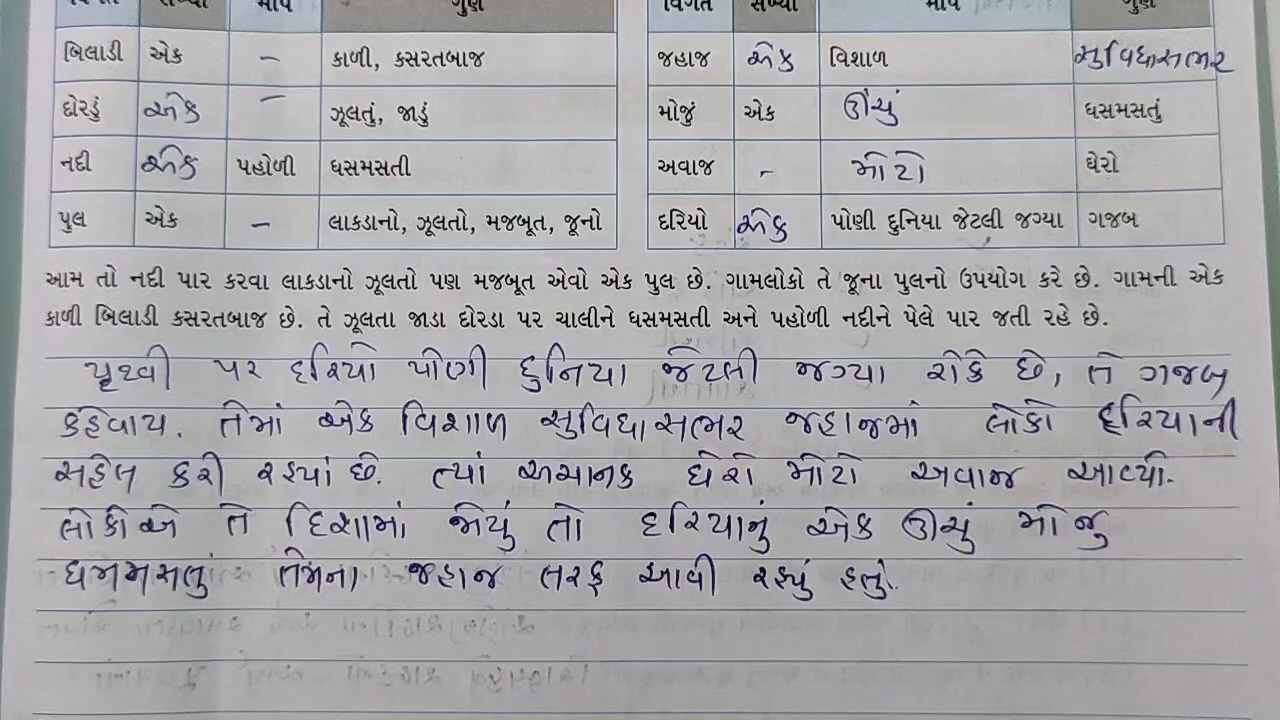 વિગત સંખ્યા માપ ગુણ વિગત સંખ્યા માપ ગુણ
બિલાડી એક – કાળી, કસરતબાજ જહાજ એક વિશાળ સુવિધાસભર
દોરડું એક – ઝૂલતું, જાડું મોજું એક ઊંચું ધસમસતું
નદી એક પહોળી ધસમસતી અવાજ - મોટો ઘેરો
પુલ એક – લાકડાનો, ઝૂલતો, મજબૂત, જૂનો દરિયો એક પોણી દુનિયા જેટલી જગ્યા ગજબ
આમ તો નદી પાર કરવા લાકડાનો ઝૂલતો પણ મજબૂત એવો એક પુલ છે. ગામલોકો તે જૂના પુલનો ઉપયોગ કરે છે. ગામની એક
કાળી બિલાડી કસરતબાજ છે. તે ઝૂલતા જાડા દોરડા પર ચાલીને ધસમસતી અને પહોળી નદીને પેલે પાર જતી રહે છે.
પૃથ્વી પર દરિયો પોણી દુનિયા જેટલી જગ્યા રોકે છે, તે ગજબ
કહેવાય. તેમાં એક વિશાળ સુવિધાસભર જહાજમાં લોકો દરિયાની
સહેલ કરી રહ્યાં છે. ત્યાં અચાનક ઘેરો મોટો અવાજ આવ્યો.
લોકોએ તે દિશામાં જોયું તો દરિયાનું એક ઊંચું મોજુ
ધસમસતું તેમના જહાજ તરફ આવી રહ્યું હતું.